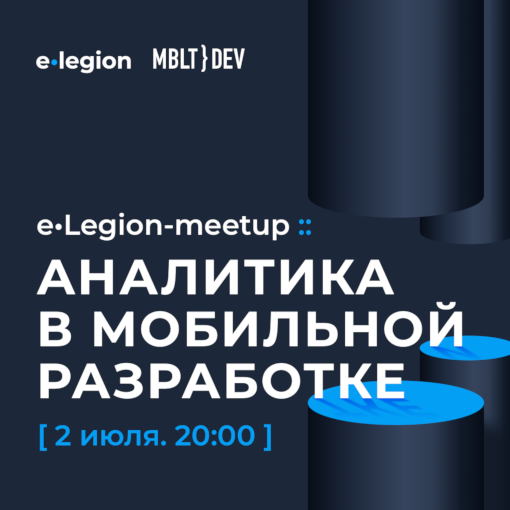 e•legion MBLT}DEV
e•Legion-meetup ::
АНАЛИТИКА
В МОБИЛЬНОЙ
РАЗРАБОТКЕ
[ 2 июля. 20:00 ]